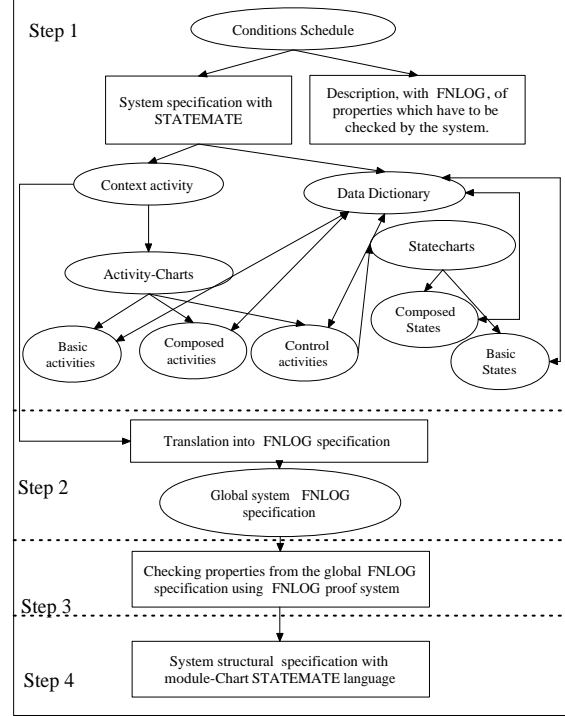 Step 1
Conditions Schedule
System specification with
STATEMATE
Description, with FNLOG, of
properties which have to be
checked by the system.
Context activity
Data Dictionary
Statecharts
Activity-Charts
Composed
States
Basic
activities
Composed
activities
Control
activities
Basic
States
Translation into FNLOG specification
Step 2
Global system FNLOG
specification
Checking properties from the global FNLOG
specification using FNLOG proof system
Step 3
System structural specification with
module-Chart STATEMATE language
Step 4